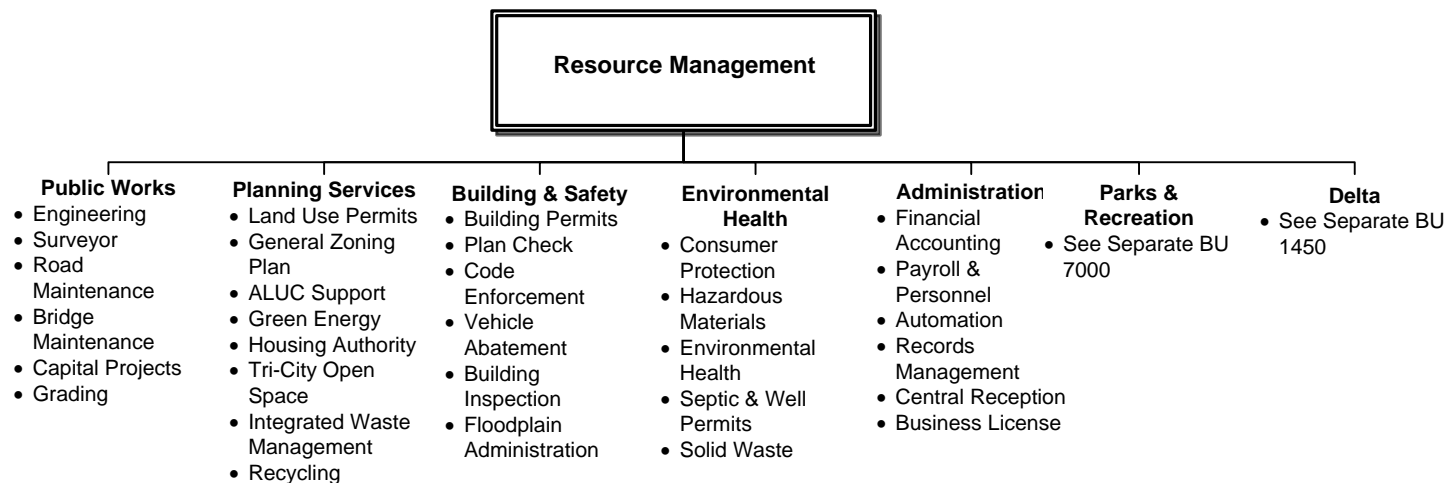 Resource Management
Public Works
• Engineering
• Surveyor
• Road
Maintenance
• Bridge
Maintenance
• Capital Projects
• Grading
Planning Services
• Land Use Permits
• General Zoning
Plan
• ALUC Support
• Green Energy
• Housing Authority
• Tri-City Open
Space
• Integrated Waste
Management
• Recycling
Building & Safety
• Building Permits
• Plan Check
• Code
Enforcement
• Vehicle
Abatement
• Building
Inspection
• Floodplain
Administration
Environmental
Health
• Consumer
Protection
• Hazardous
Materials
• Environmental
Health
• Septic & Well
Permits
• Solid Waste
Administration
• Financial
Accounting
• Payroll &
Personnel
• Automation
• Records
Management
• Central Reception
• Business License
Parks &
Recreation
• See Separate BU
7000
Delta
• See Separate BU
1450